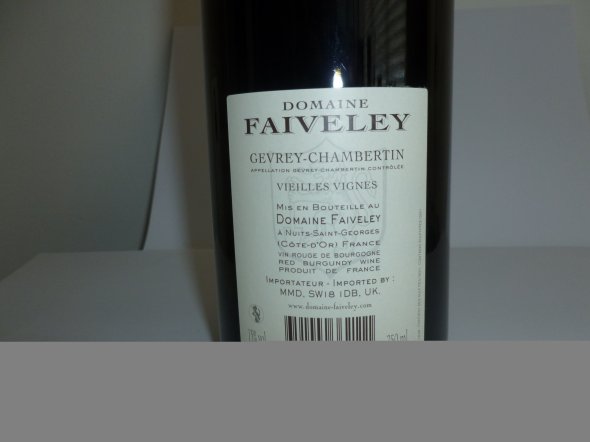 DOMAINE
FAIVELEY
GEVREY-CHAMBERTIN
APPELLATION GEVREY-CHAMBERTIN CONTRÔLÉE
VIEILLES VIGNES
MIS EN BOUTEILLE AU
DOMAINE FAIVELEY
À NUITS-SAINT-GEORGES
(CÔTE-D'OR) FRANCE
VIN ROUGE DE BOURGOGNE
RED BURGUNDY WINE
PRODUIT DE FRANCE
IMPORTATEUR - IMPORTED BY :
MMD, SW18 1DB, UK.
www.domaine-faiveley.com
750 ml